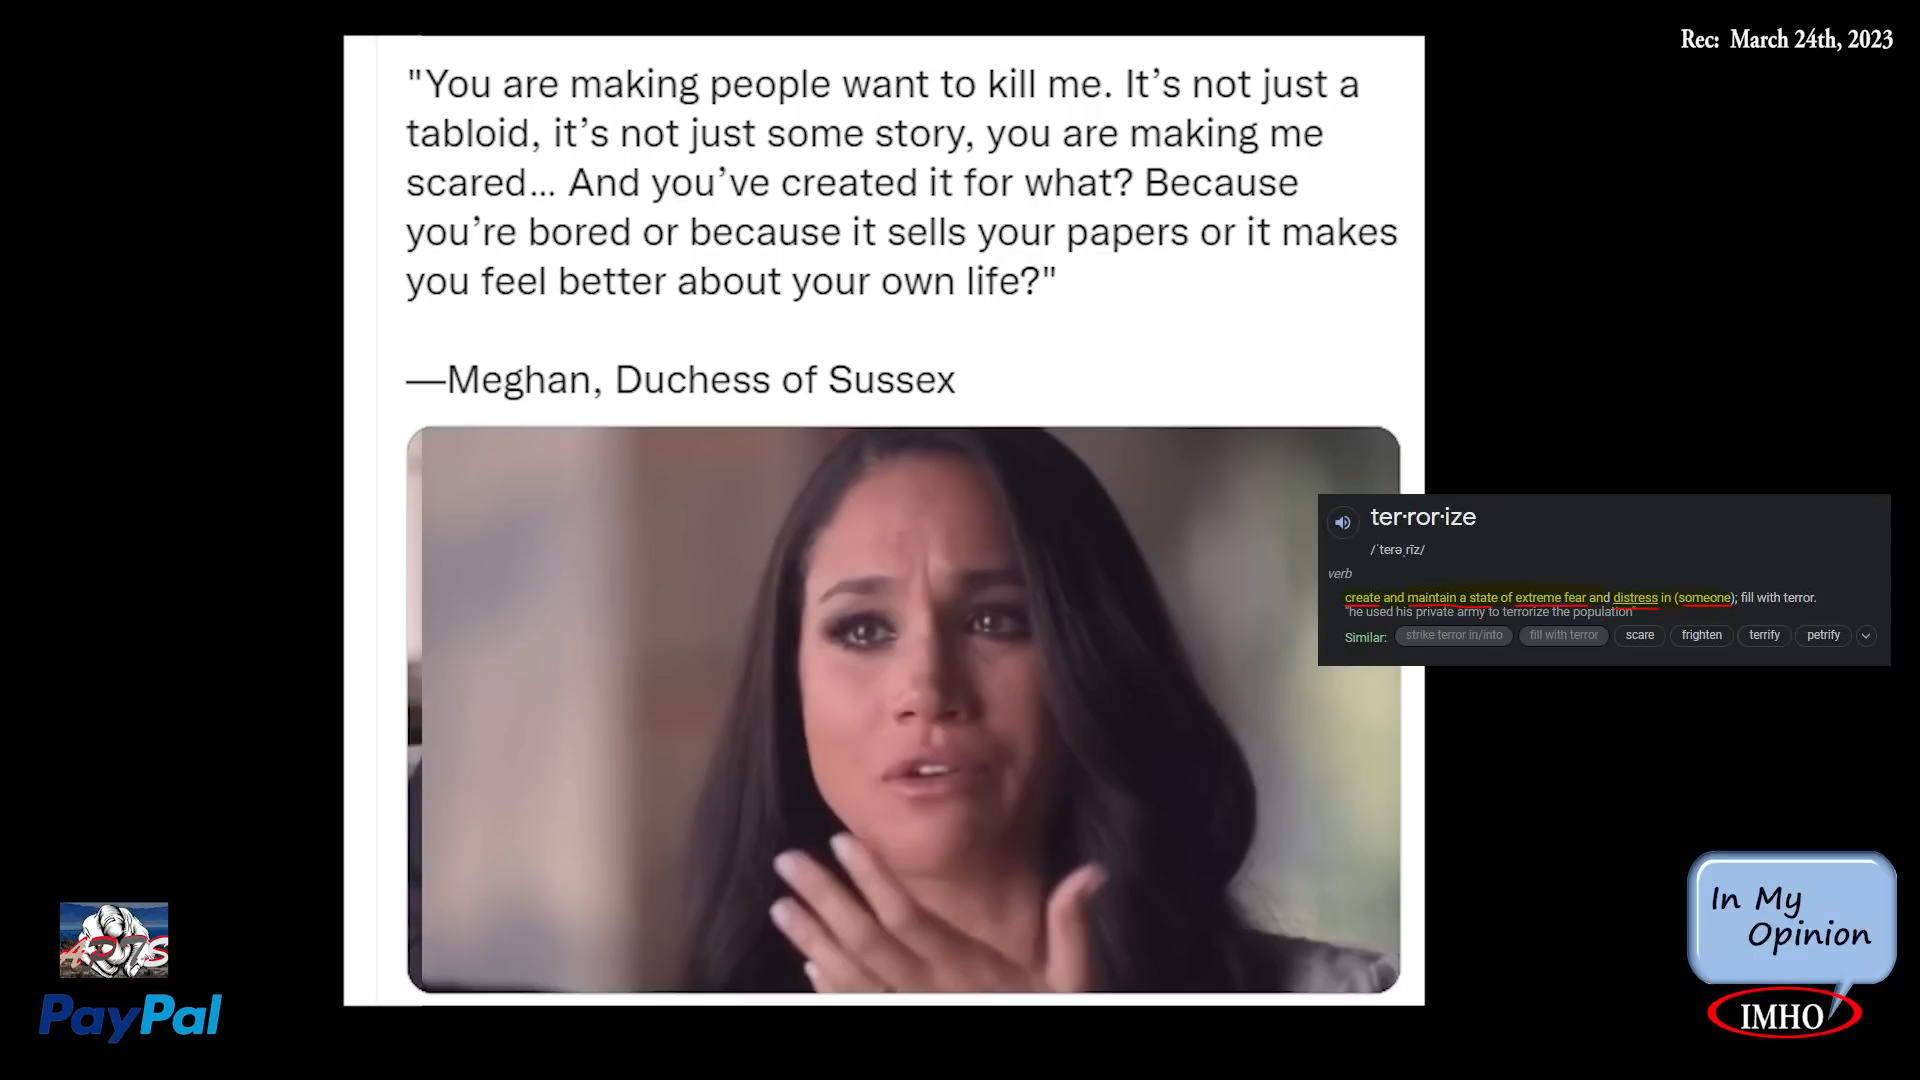 Rec: March 24th, 2023
"You are making people want to kill me. It’s not just a
tabloid, it’s not just some story, you are making me
scared... And you’ve created it for what? Because
you’re bored or because it sells your papers or it makes
you feel better about your own life?"
—Meghan, Duchess of Sussex
ter·ror·ize
/ˈterəˌrīz/
verb
create and maintain a state of extreme fear and distress in (someone); fill with terror.
"he used his private army to terrorize the population"
Similar: strike terror in/into fill with terror scare frighten terrify petrify
In My
Opinion
IMHO
PayPal